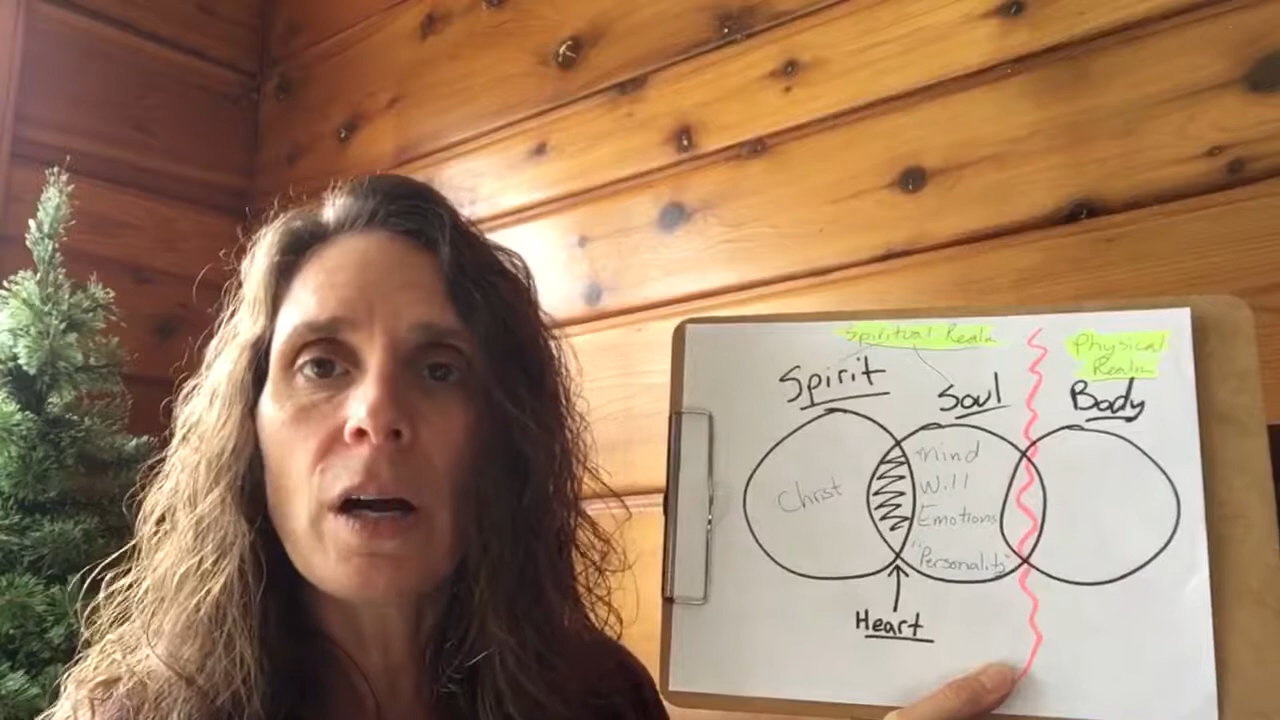 Spiritual Realm
Physical
Realm
Spirit
Soul
Body
Christ
Mind
Will
Emotions
"Personality"
Heart